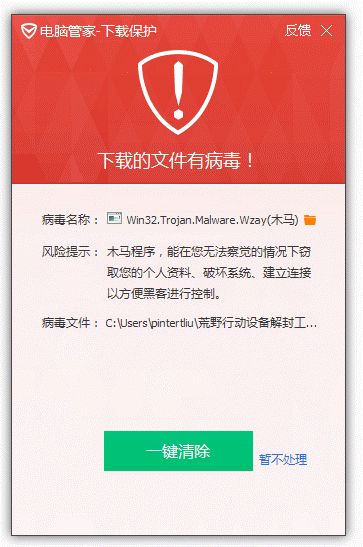 电脑管家-下载保护
反馈
下载的文件有病毒！
病毒名称： Win32.Trojan.Malware.Wzay(木马)
风险提示： 木马程序，能在您无法察觉的情况下窃
取您的个人资料、破坏系统、建立连接
以方便黑客进行控制。
病毒文件： C:\Users\pintertliu\荒野行动设备解封工...
一键清除
暂不处理